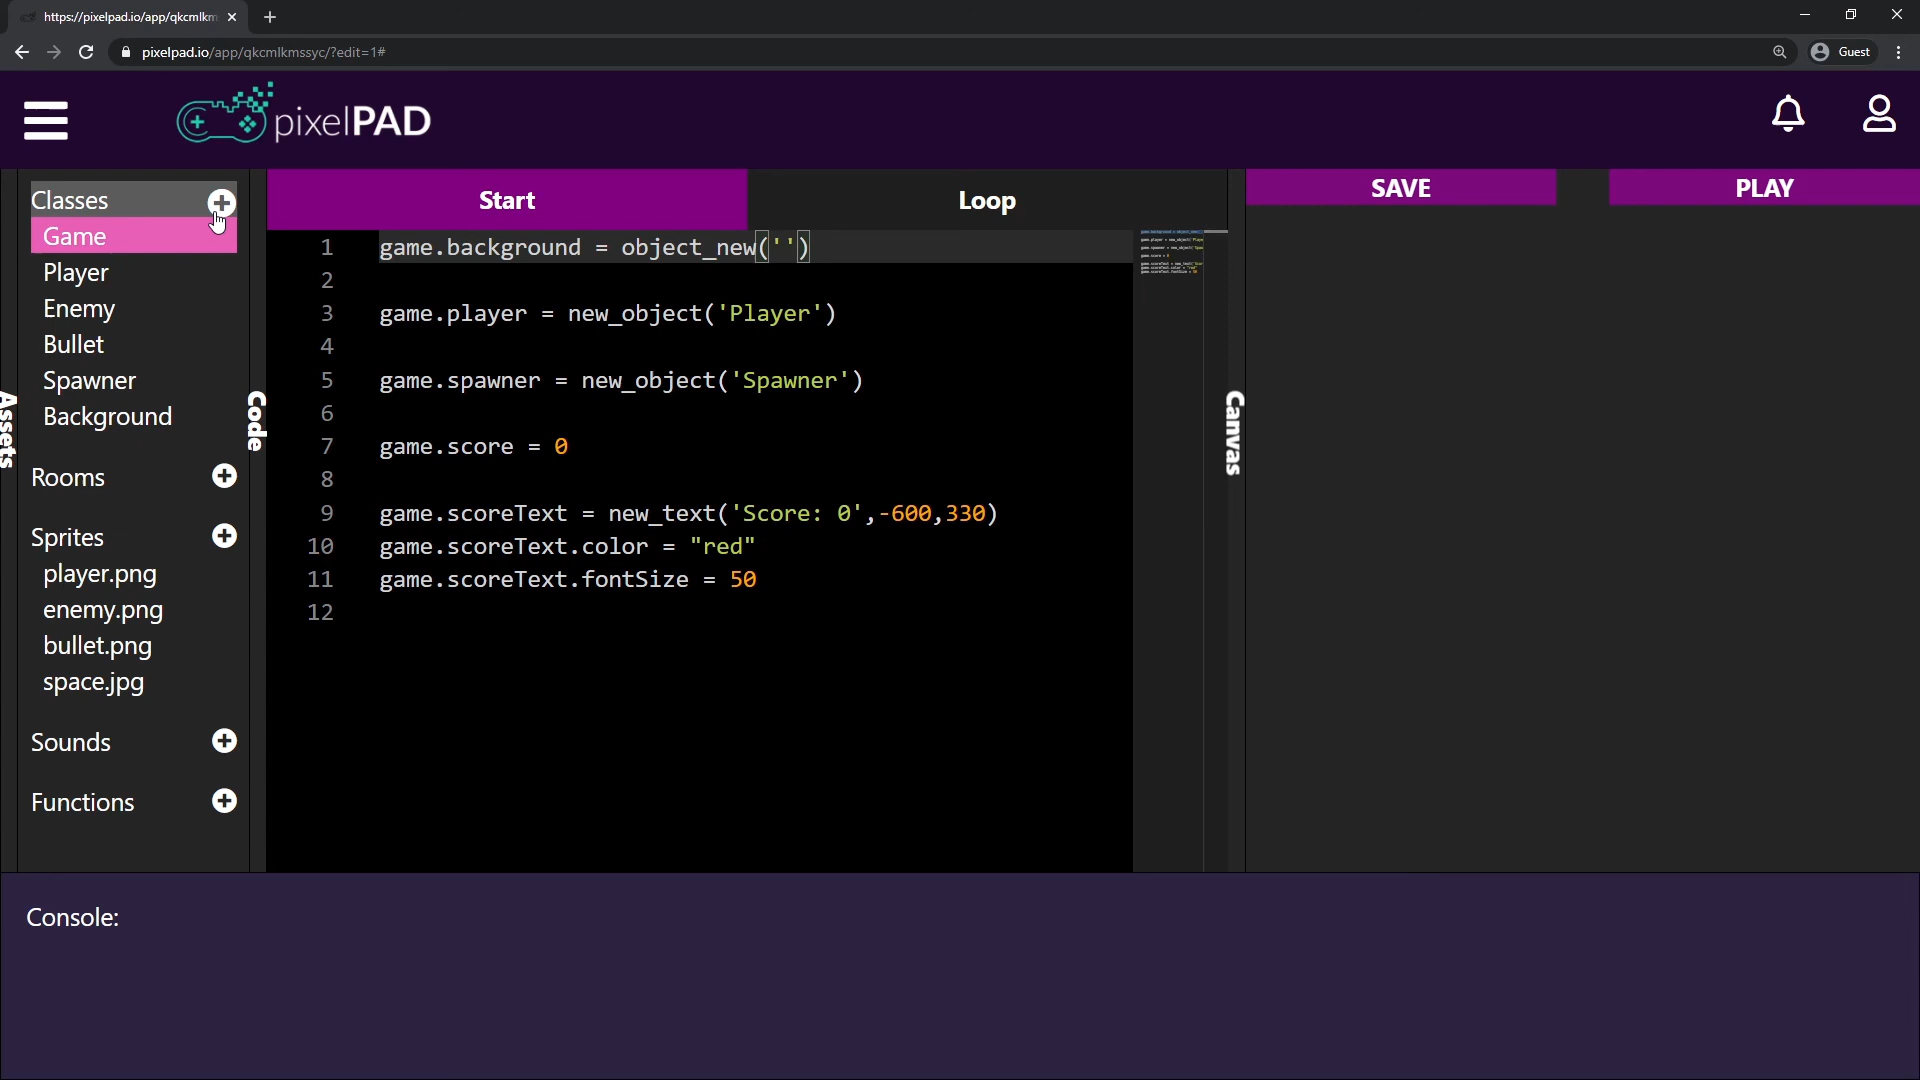 https://pixelpad.io/app/qkcmlkm
pixelpad.io/app/qkcmlkmssyc/?edit=1#
Guest
pixelPAD
Assets
Classes
Game
Player
Enemy
Bullet
Spawner
Background
Rooms
Sprites
player.png
enemy.png
bullet.png
space.jpg
Sounds
Functions
Code
Start
Loop
1 game.background = object_new('')
2
3 game.player = new_object('Player')
4
5 game.spawner = new_object('Spawner')
6
7 game.score = 0
8
9 game.scoreText = new_text('Score: 0',-600,330)
10 game.scoreText.color = "red"
11 game.scoreText.fontSize = 50
12
Canvas
SAVE
PLAY
Console: